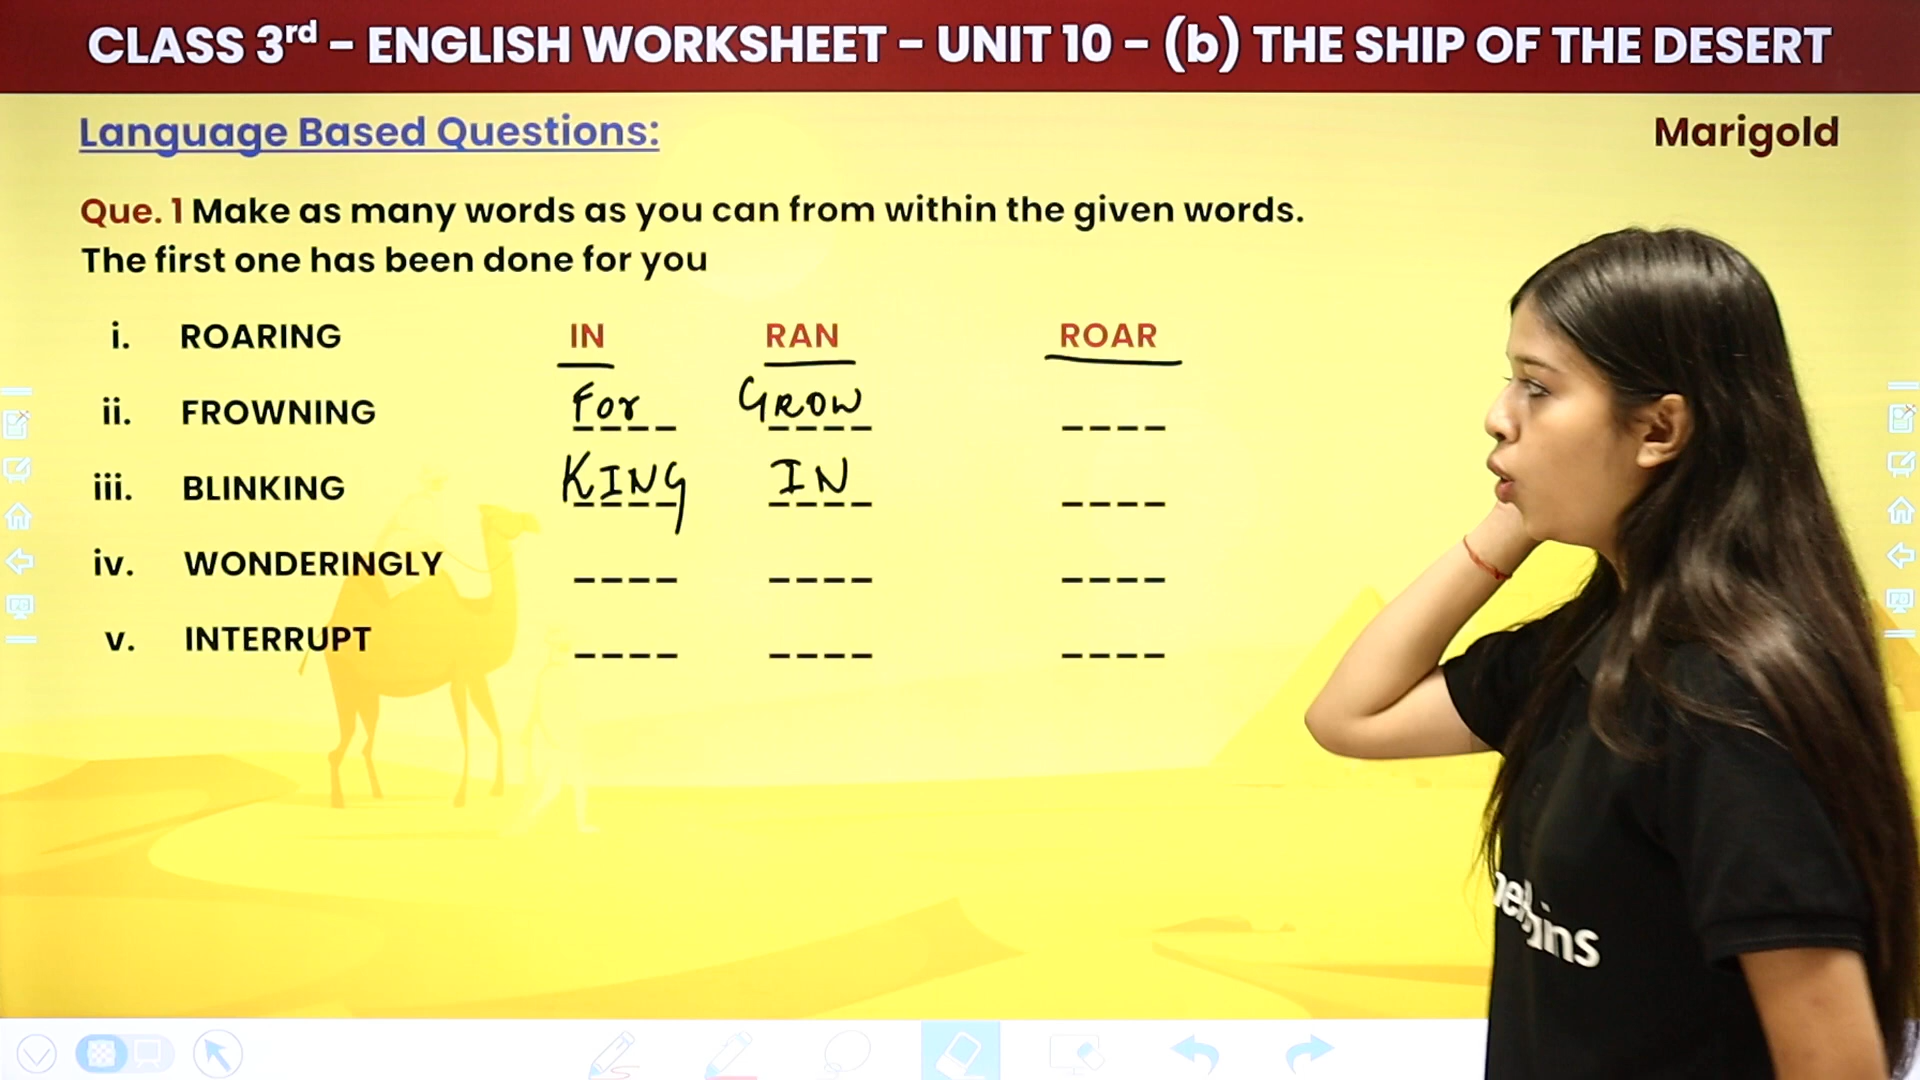 CLASS 3rd - ENGLISH WORKSHEET - UNIT 10 - (b) THE SHIP OF THE DESERT
Language Based Questions:
Marigold
Que. 1 Make as many words as you can from within the given words.
The first one has been done for you
i. ROARING IN RAN ROAR
ii. FROWNING For GROW ----
iii. BLINKING KING IN ----
iv. WONDERINGLY ---- ---- ----
v. INTERRUPT ---- ---- ----